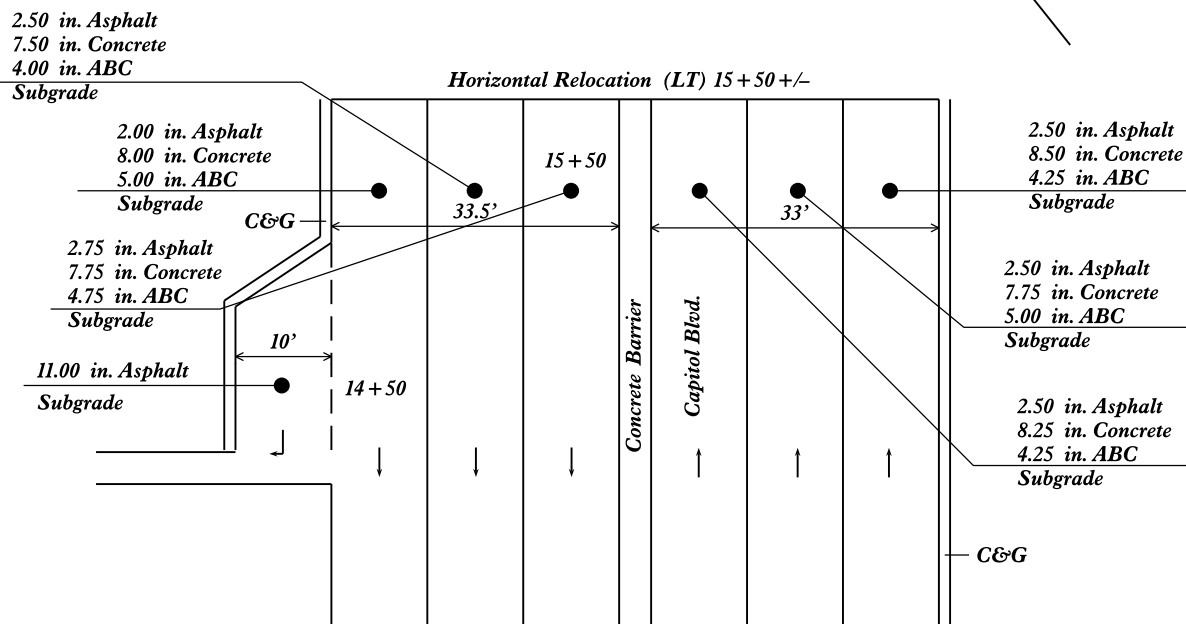 2.50 in. Asphalt
7.50 in. Concrete
4.00 in. ABC
Subgrade
Horizontal Relocation (LT) 15+50 +/–
2.00 in. Asphalt
8.00 in. Concrete
5.00 in. ABC
Subgrade
15+50
2.50 in. Asphalt
8.50 in. Concrete
4.25 in. ABC
Subgrade
C&G
33.5’
33’
2.75 in. Asphalt
7.75 in. Concrete
4.75 in. ABC
Subgrade
2.50 in. Asphalt
7.75 in. Concrete
5.00 in. ABC
Subgrade
10’
11.00 in. Asphalt
Subgrade
14+50
Concrete Barrier
Capitol Blvd.
2.50 in. Asphalt
8.25 in. Concrete
4.25 in. ABC
Subgrade
C&G